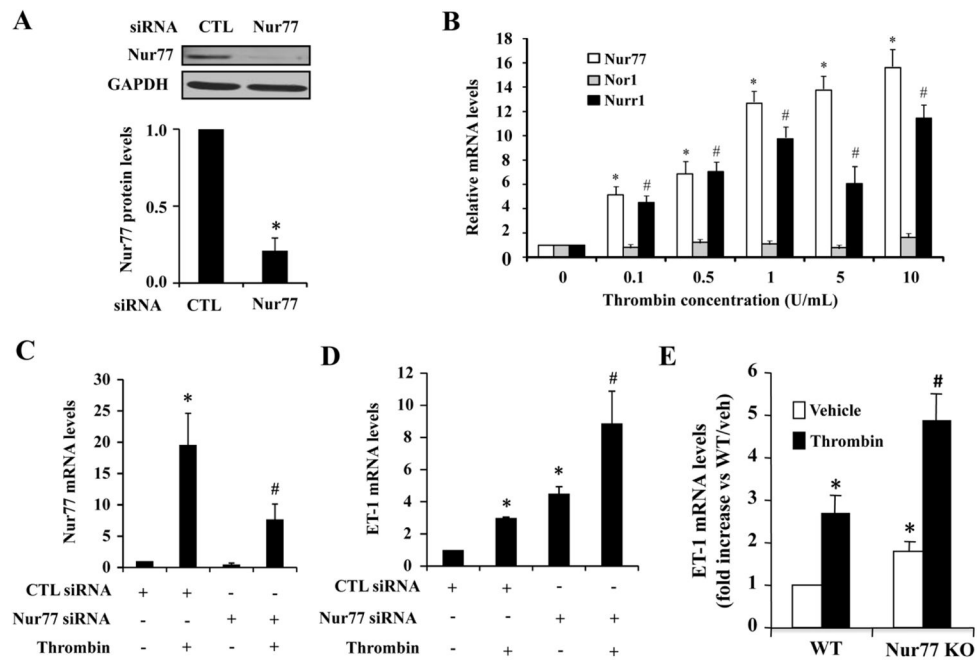 A
siRNA CTL Nur77
Nur77
GAPDH
Nur77 protein levels
1.0
0.5
0.0
*
siRNA CTL Nur77
B
Relative mRNA levels
18
16
14
12
10
8
6
4
2
0
Nur77
Nor1
Nurr1
* # * # * # * # * #
0 0.1 0.5 1 5 10
Thrombin concentration (U/mL)
C
Nur77 mRNA levels
30
25
20
15
10
5
0
* #
CTL siRNA + + - -
Nur77 siRNA - - + +
Thrombin - + - +
D
ET-1 mRNA levels
12
10
8
6
4
2
0
* * #
CTL siRNA + + - -
Nur77 siRNA - - + +
Thrombin - + - +
E
ET-1 mRNA levels
(fold increase vs WT/veh)
6
5
4
3
2
1
0
Vehicle
Thrombin
* * #
WT Nur77 KO